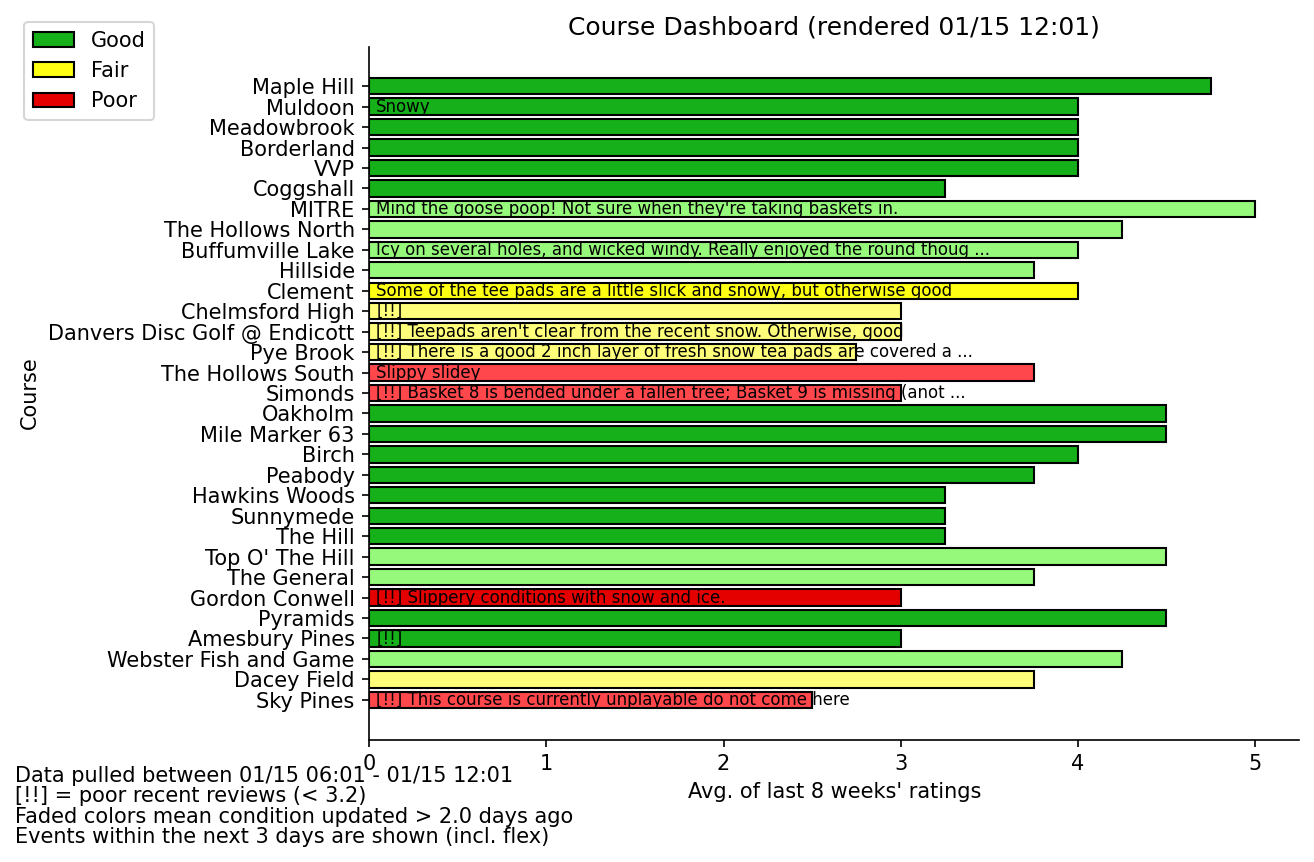 Course Dashboard (rendered 01/15 12:01)
Good
Fair
Poor
Course
Maple Hill
Muldoon Snowy
Meadowbrook
Borderland
VVP
Coggshall
MITRE Mind the goose poop! Not sure when they're taking baskets in.
The Hollows North
Buffumville Lake Icy on several holes, and wicked windy. Really enjoyed the round thoug ...
Hillside
Clement Some of the tee pads are a little slick and snowy, but otherwise good
Chelmsford High [!!]
Danvers Disc Golf @ Endicott [!!] Teepads aren't clear from the recent snow. Otherwise, good
Pye Brook [!!] There is a good 2 inch layer of fresh snow tea pads are covered a ...
The Hollows South Slippy slidey
Simonds [!!] Basket 8 is bended under a fallen tree; Basket 9 is missing (anot ...
Oakholm
Mile Marker 63
Birch
Peabody
Hawkins Woods
Sunnymede
The Hill
Top O' The Hill
The General
Gordon Conwell [!!] Slippery conditions with snow and ice.
Pyramids
Amesbury Pines [!!]
Webster Fish and Game
Dacey Field
Sky Pines [!!] This course is currently unplayable do not come here
0 1 2 3 4 5
Avg. of last 8 weeks' ratings
Data pulled between 01/15 06:01 - 01/15 12:01
[!!] = poor recent reviews (< 3.2)
Faded colors mean condition updated > 2.0 days ago
Events within the next 3 days are shown (incl. flex)